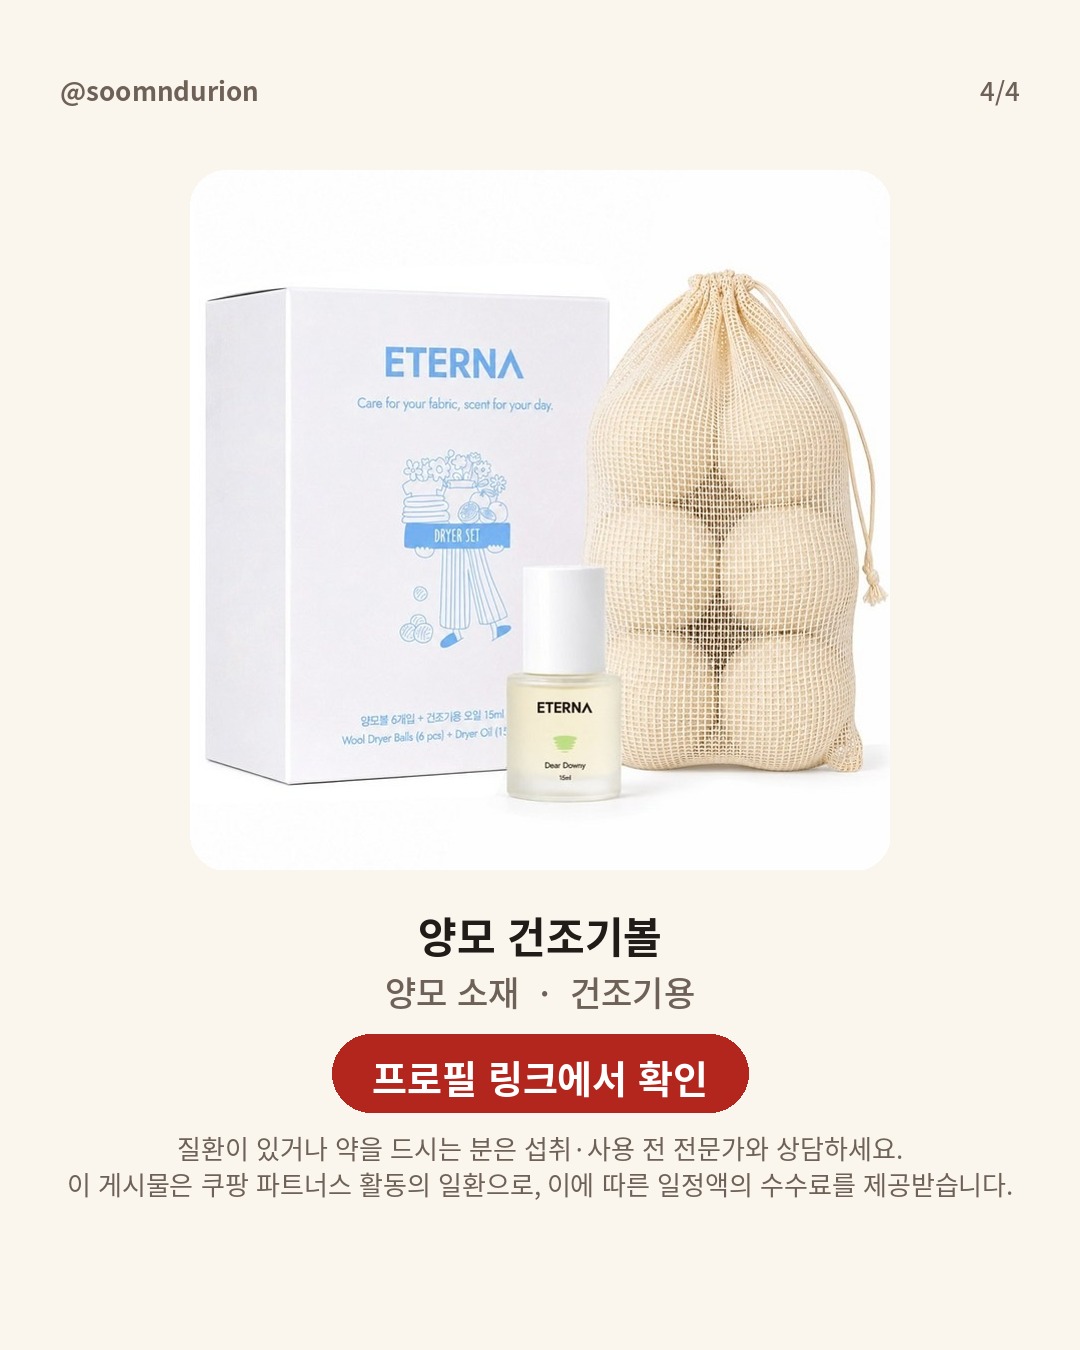 @soomndurion
4/4
ETERNA
Care for your fabric, scent for your day.
DRYER SET
양모볼 6개입 + 건조기용 오일 15ml
Wool Dryer Balls (6 pcs) + Dryer Oil
ETERNA
Dear Downy
15ml
양모 건조기볼
양모 소재 · 건조기용
프로필 링크에서 확인
질환이 있거나 약을 드시는 분은 섭취·사용 전 전문가와 상담하세요.
이 게시물은 쿠팡 파트너스 활동의 일환으로, 이에 따른 일정액의 수수료를 제공받습니다.